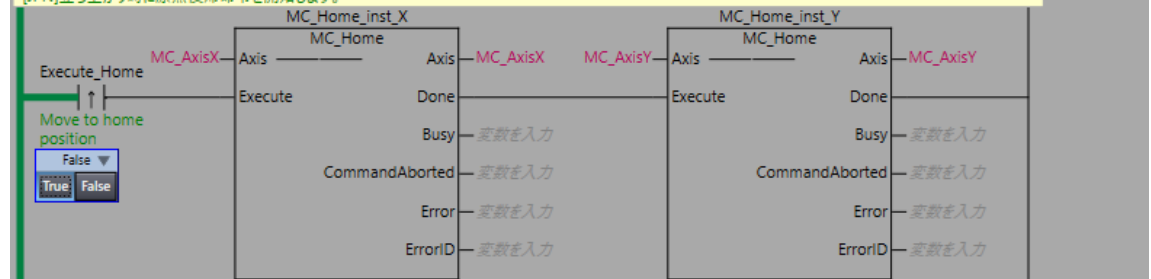 MC_Home_inst_X
MC_Home_inst_Y
MC_Home
MC_Home
MC_AxisX
Axis
Axis
MC_AxisX
MC_AxisY
Axis
Axis
MC_AxisY
Execute_Home
↑
Execute
Done
Execute
Done
Move to home
position
Busy
変数を入力
Busy
変数を入力
False ▼
True
False
CommandAborted
変数を入力
CommandAborted
変数を入力
Error
変数を入力
Error
変数を入力
ErrorID
変数を入力
ErrorID
変数を入力